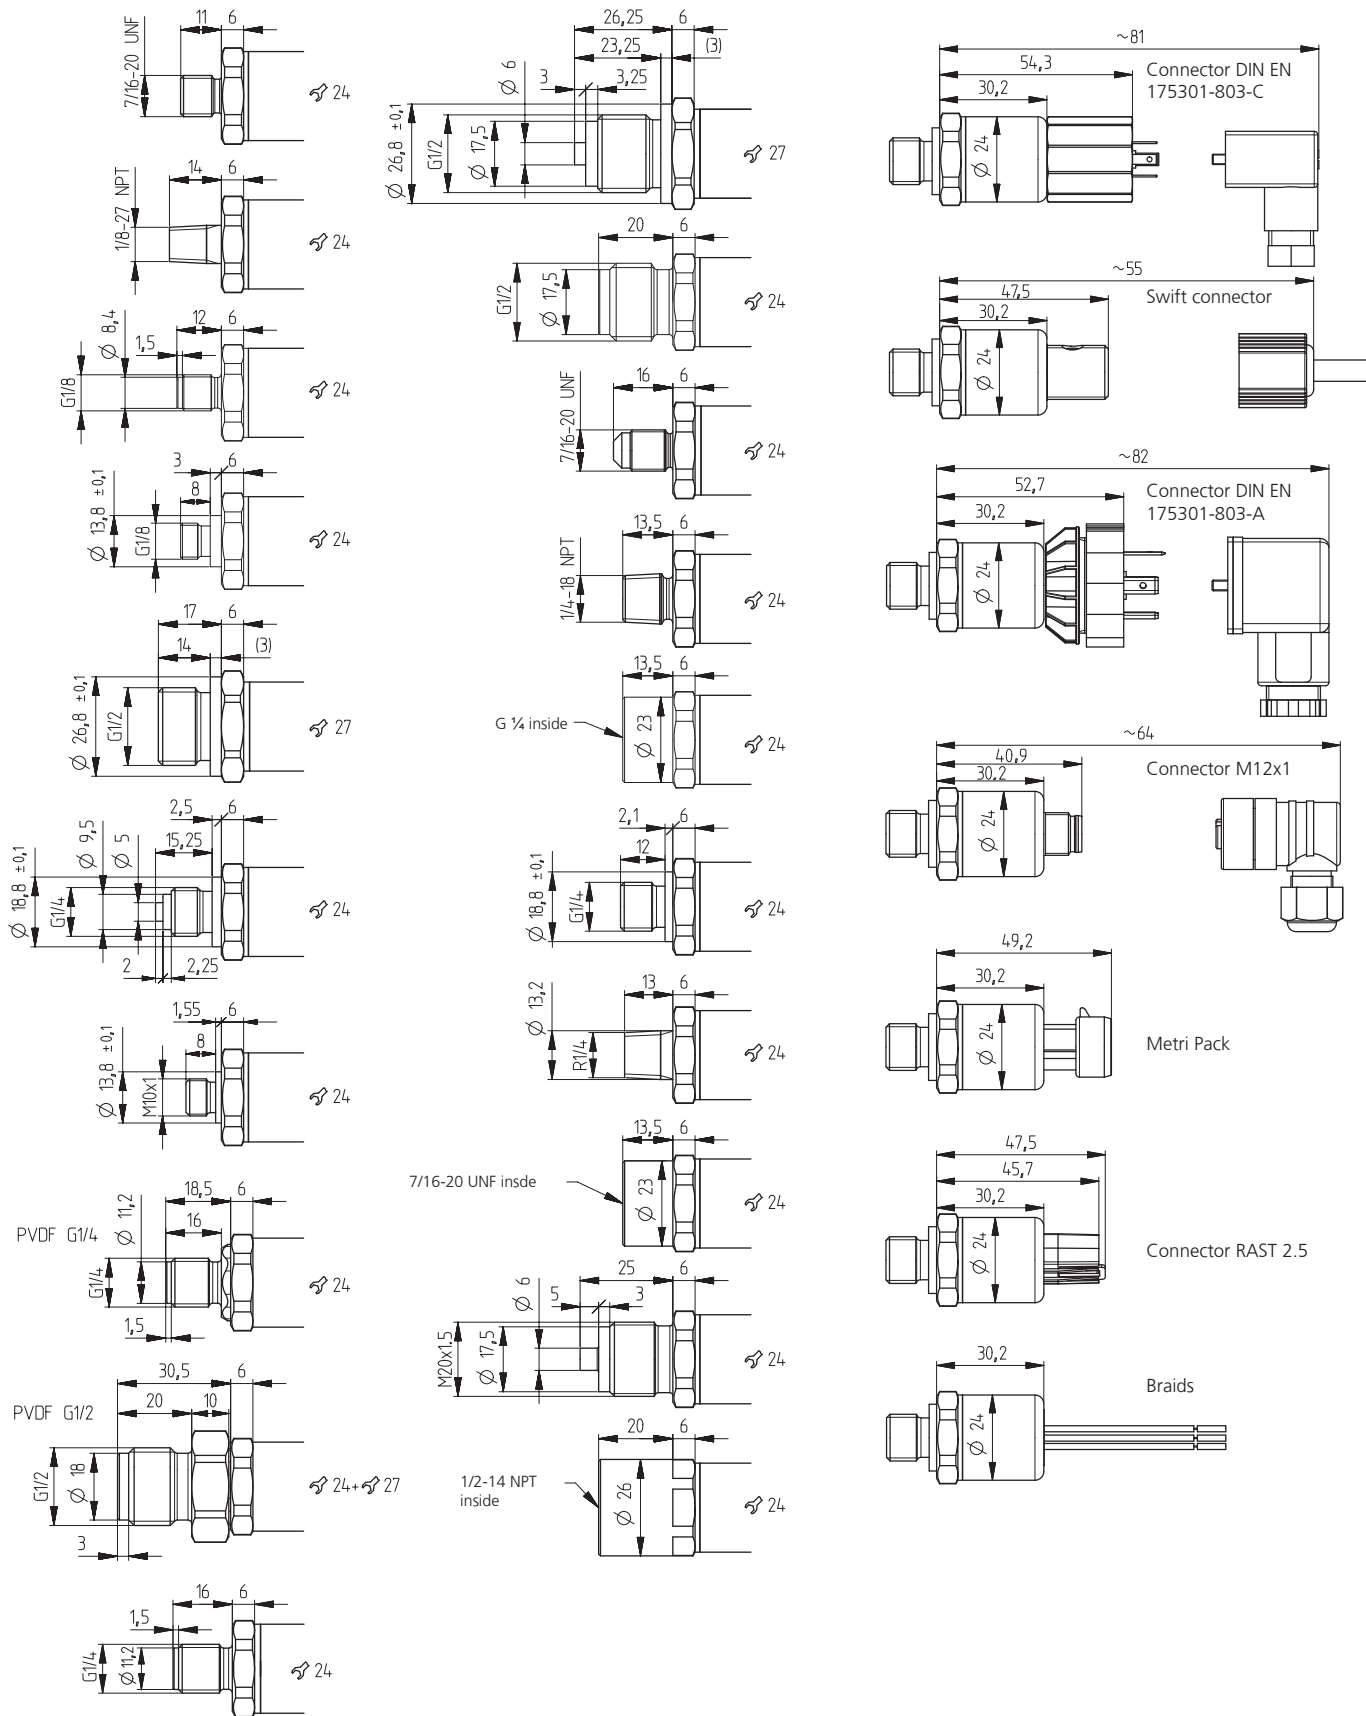 11
6
7/16-20 UNF
24
14
6
1/8-27 NPT
24
12
6
Ø 8,4
1,5
G1/8
24
3
6
8
Ø 13,8 ±0,1
G1/8
24
17
6
14
(3)
Ø 26,8 ±0,1
G1/2
27
2,5
6
15,25
Ø 9,5
Ø 5
Ø 18,8 ±0,1
G1/4
24
2
2,25
1,55
6
8
Ø 13,8 ±0,1
M10x1
24
18,5
6
16
Ø 11,2
PVDF G1/4
G1/4
24
1,5
30,5
6
20
10
PVDF G1/2
G1/2
Ø 18
24+ 27
3
16
6
1,5
G1/4
Ø11,2
24
26,25
6
23,25
(3)
Ø 6
3
3,25
Ø 26,8 ±0,1
G1/2
Ø 17,5
27
20
6
G1/2
Ø 17,5
24
16
6
7/16-20 UNF
24
13,5
6
1/4-18 NPT
24
13,5
6
G ¼ inside
Ø 23
24
2,1
6
12
Ø 18,8 ±0,1
G1/4
24
13
6
Ø 13,2
R1/4
24
13,5
6
7/16-20 UNF insde
Ø 23
24
25
6
Ø 6
5
3
M20x1.5
Ø 17,5
24
20
6
1/2-14 NPT
inside
Ø 26
24
~81
54,3
30,2
Connector DIN EN
175301-803-C
Ø 24
~55
47,5
30,2
Swift connector
Ø 24
~82
52,7
30,2
Connector DIN EN
175301-803-A
Ø 24
~64
40,9
30,2
Connector M12x1
Ø 24
49,2
30,2
Ø 24
Metri Pack
47,5
45,7
30,2
Ø 24
Connector RAST 2.5
30,2
Braids
Ø 24